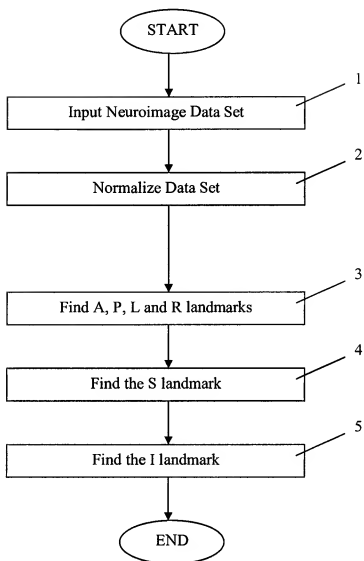 START
1
Input Neuroimage Data Set
2
Normalize Data Set
3
Find A, P, L and R landmarks
4
Find the S landmark
5
Find the I landmark
END